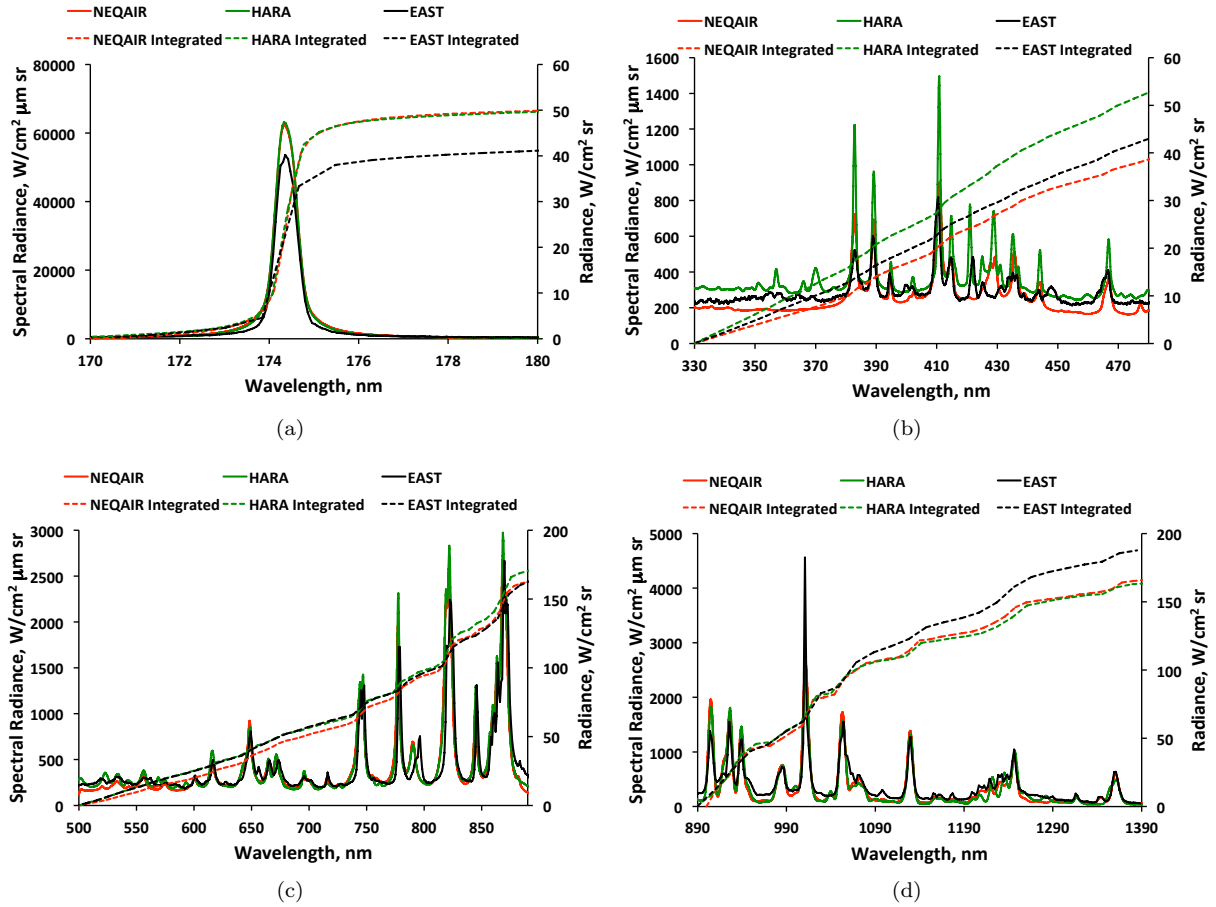 NEQAIR HARA EAST
NEQAIR Integrated HARA Integrated EAST Integrated
80000 70000 60000 50000 40000 30000 20000 10000 0
Spectral Radiance, W/cm² µm sr
60 50 40 30 20 10 0
Radiance, W/cm² sr
170 172 174 176 178 180
Wavelength, nm
(a)
NEQAIR HARA EAST
NEQAIR Integrated HARA Integrated EAST Integrated
1600 1400 1200 1000 800 600 400 200 0
Spectral Radiance, W/cm² µm sr
60 50 40 30 20 10 0
Radiance, W/cm² sr
330 350 370 390 410 430 450 470
Wavelength, nm
(b)
NEQAIR HARA EAST
NEQAIR Integrated HARA Integrated EAST Integrated
3000 2500 2000 1500 1000 500 0
Spectral Radiance, W/cm² µm sr
200 150 100 50 0
Radiance, W/cm² sr
500 550 600 650 700 750 800 850
Wavelength, nm
(c)
NEQAIR HARA EAST
NEQAIR Integrated HARA Integrated EAST Integrated
5000 4000 3000 2000 1000 0
Spectral Radiance, W/cm² µm sr
200 150 100 50 0
Radiance, W/cm² sr
890 990 1090 1190 1290 1390
Wavelength, nm
(d)